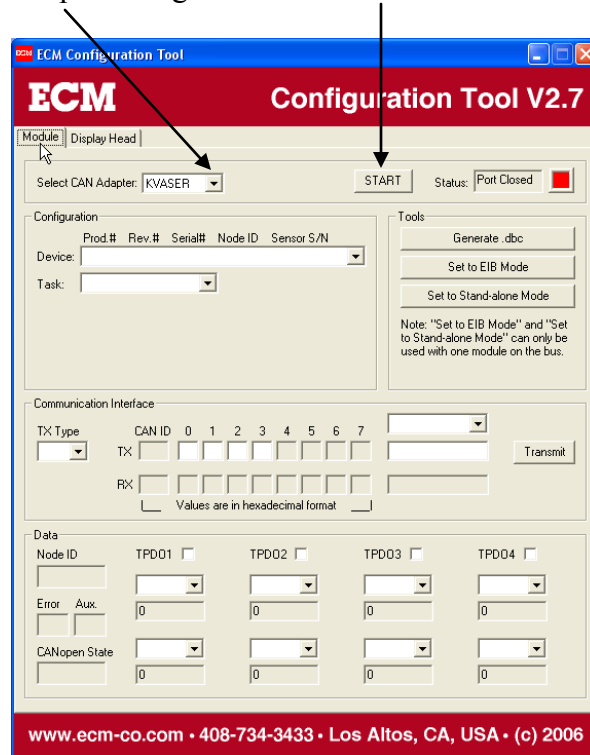 ECM Configuration Tool
ECM Configuration Tool V2.7
Module Display Head
Select CAN Adapter: KVASER START Status: Port Closed
Configuration Tools
Prod.# Rev.# Serial# Node ID Sensor S/N Generate .dbc
Device:
Set to EIB Mode
Task:
Set to Stand-alone Mode
Note: "Set to EIB Mode" and "Set
to Stand-alone Mode" can only be
used with one module on the bus.
Communication Interface
TX Type CAN ID 0 1 2 3 4 5 6 7
TX Transmit
RX
Values are in hexadecimal format
Data
Node ID TPDO1 TPDO2 TPDO3 TPDO4
Error Aux. 0 0 0 0
CANopen State
0 0 0 0
www.ecm-co.com • 408-734-3433 • Los Altos, CA, USA • (c) 2006